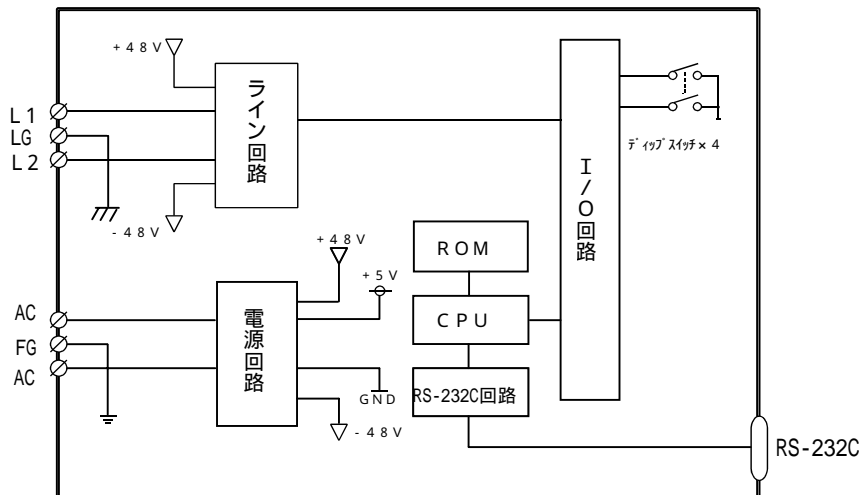 +48V
L1
LG
L2
-48V
ライン回路
I/O回路
ﾃﾞｨｯﾌﾟｽｲｯﾁ×4
AC
FG
AC
電源回路
+48V
+5V
GND
-48V
ROM
CPU
RS-232C回路
RS-232C